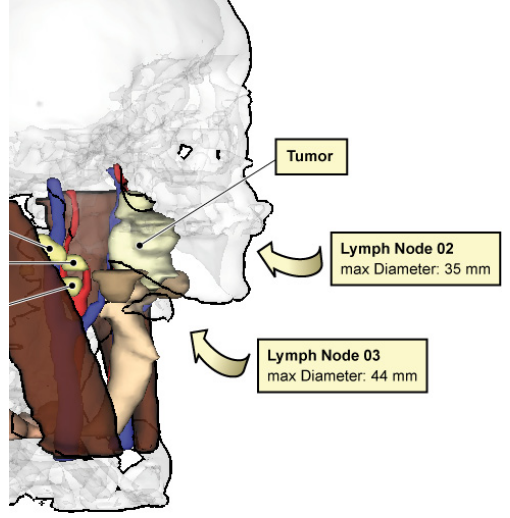 Tumor
Lymph Node 02
max Diameter: 35 mm
Lymph Node 03
max Diameter: 44 mm